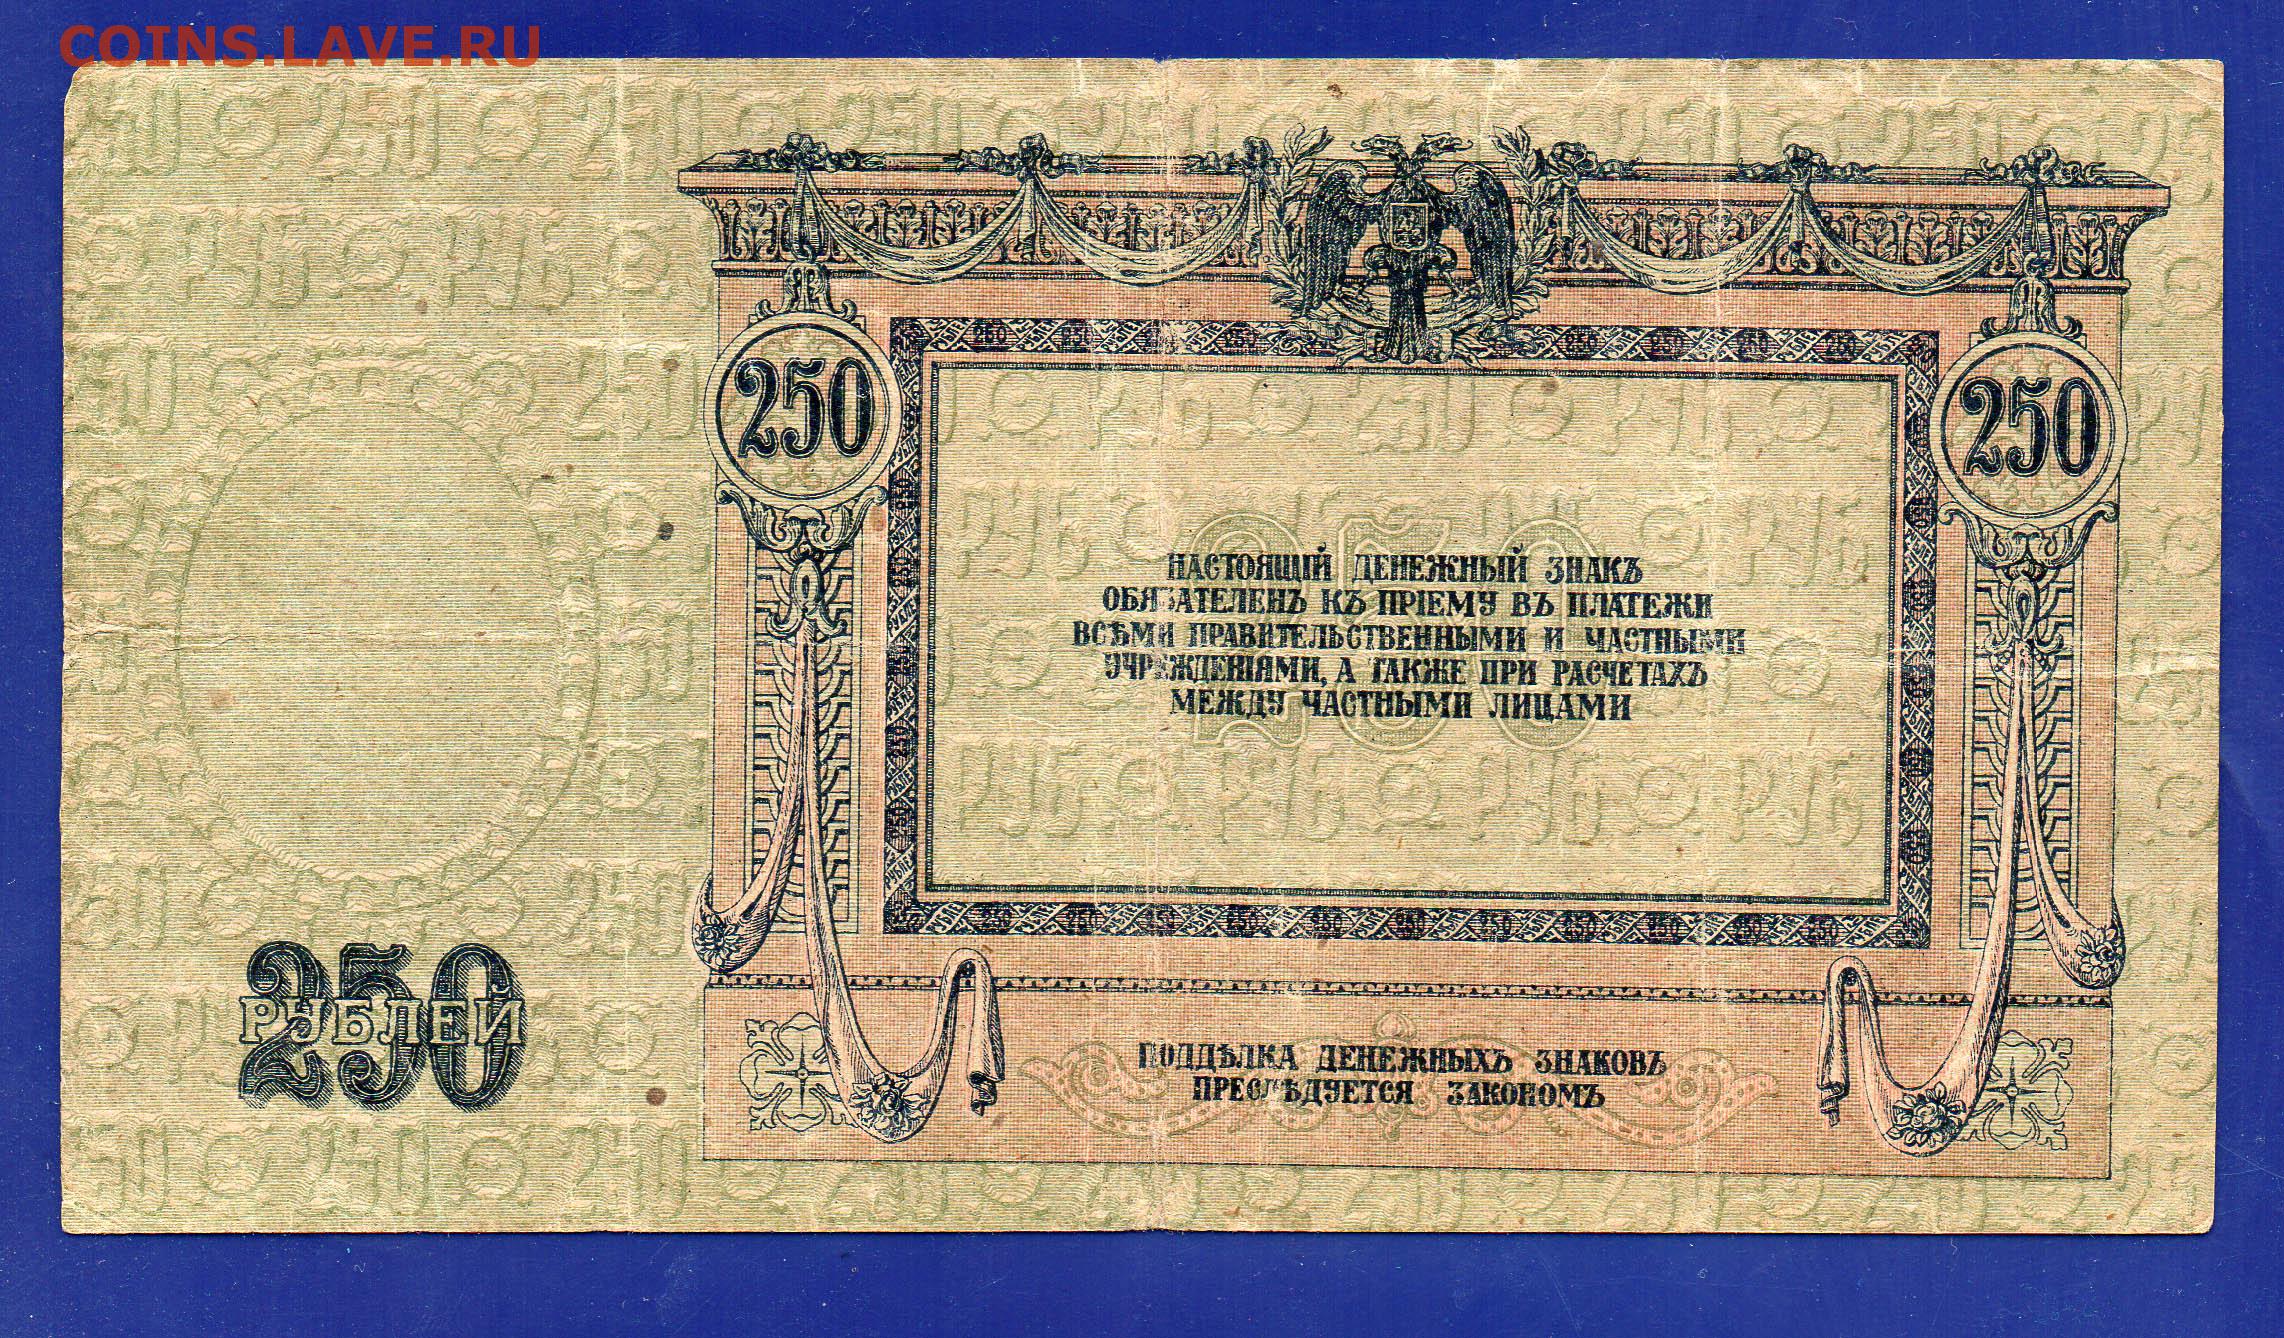 COINS.LAVE.RU
250
250
НАСТОЯЩІЙ ДЕНЕЖНЫЙ ЗНАКЪ
ОБЯЗАТЕЛЕНЪ КЪ ПРІЕМУ ВЪ ПЛАТЕЖИ
ВСѢМИ ПРАВИТЕЛЬСТВЕННЫМИ И ЧАСТНЫМИ
УЧРЕЖДЕНІЯМИ, А ТАКЖЕ ПРИ РАСЧЕТАХЪ
МЕЖДУ ЧАСТНЫМИ ЛИЦАМИ
250
РУБЛЕЙ
ПОДДѢЛКА ДЕНЕЖНЫХЪ ЗНАКОВЪ
ПРЕСЛѢДУЕТСЯ ЗАКОНОМЪ